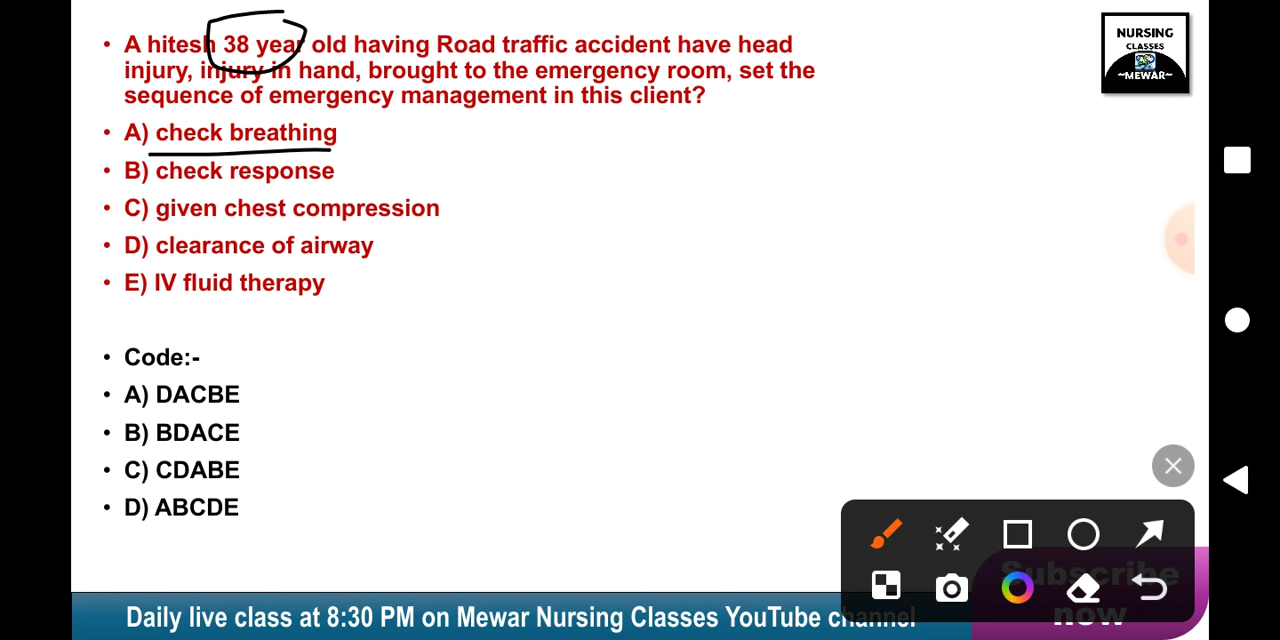 • A hitesh 38 year old having Road traffic accident have head
injury, injury in hand, brought to the emergency room, set the
sequence of emergency management in this client?
• A) check breathing
• B) check response
• C) given chest compression
• D) clearance of airway
• E) IV fluid therapy
• Code:-
• A) DACBE
• B) BDACE
• C) CDABE
• D) ABCDE
NURSING
CLASSES
~MEWAR~
Subscribe
now
Daily live class at 8:30 PM on Mewar Nursing Classes YouTube channel